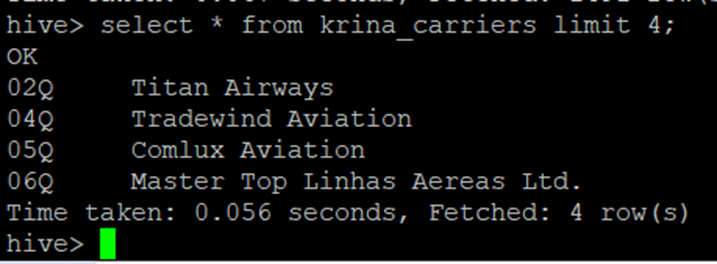 hive> select * from krina_carriers limit 4;
OK
02Q     Titan Airways
04Q     Tradewind Aviation
05Q     Comlux Aviation
06Q     Master Top Linhas Aereas Ltd.
Time taken: 0.056 seconds, Fetched: 4 row(s)
hive>